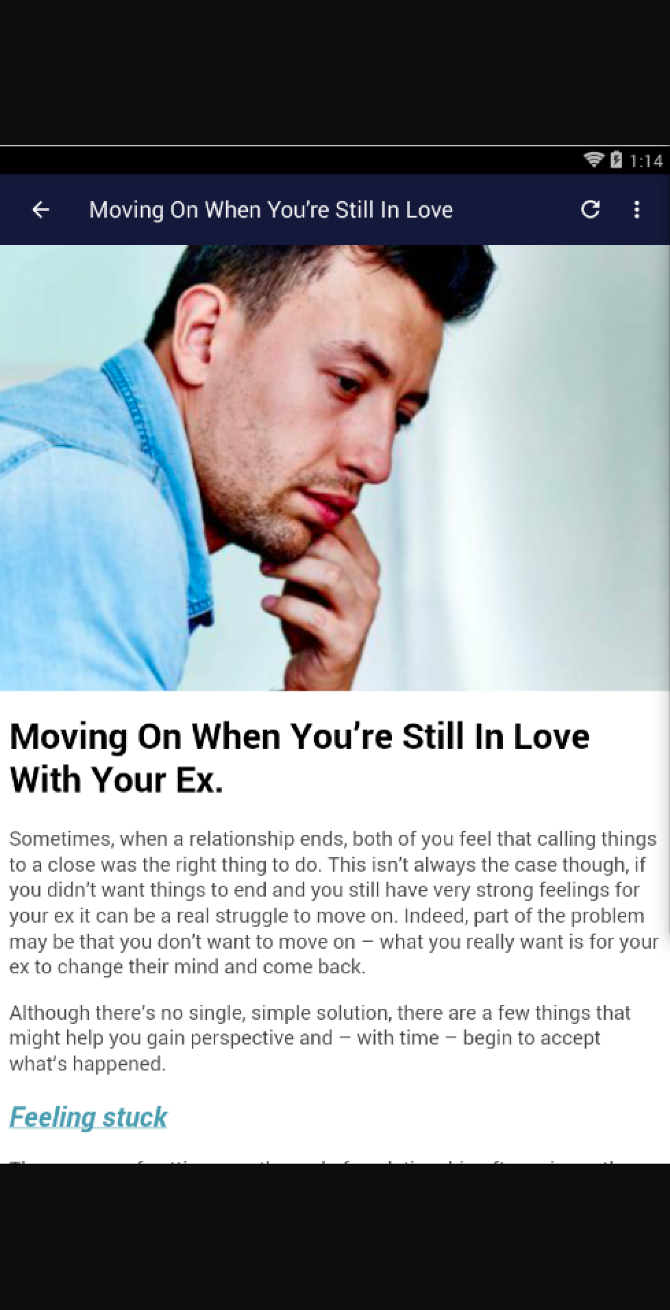 1:14
Moving On When You're Still In Love
Moving On When You're Still In Love
With Your Ex.
Sometimes, when a relationship ends, both of you feel that calling things
to a close was the right thing to do. This isn't always the case though, if
you didn't want things to end and you still have very strong feelings for
your ex it can be a real struggle to move on. Indeed, part of the problem
may be that you don't want to move on – what you really want is for your
ex to change their mind and come back.
Although there's no single, simple solution, there are a few things that
might help you gain perspective and – with time – begin to accept
what's happened.
Feeling stuck